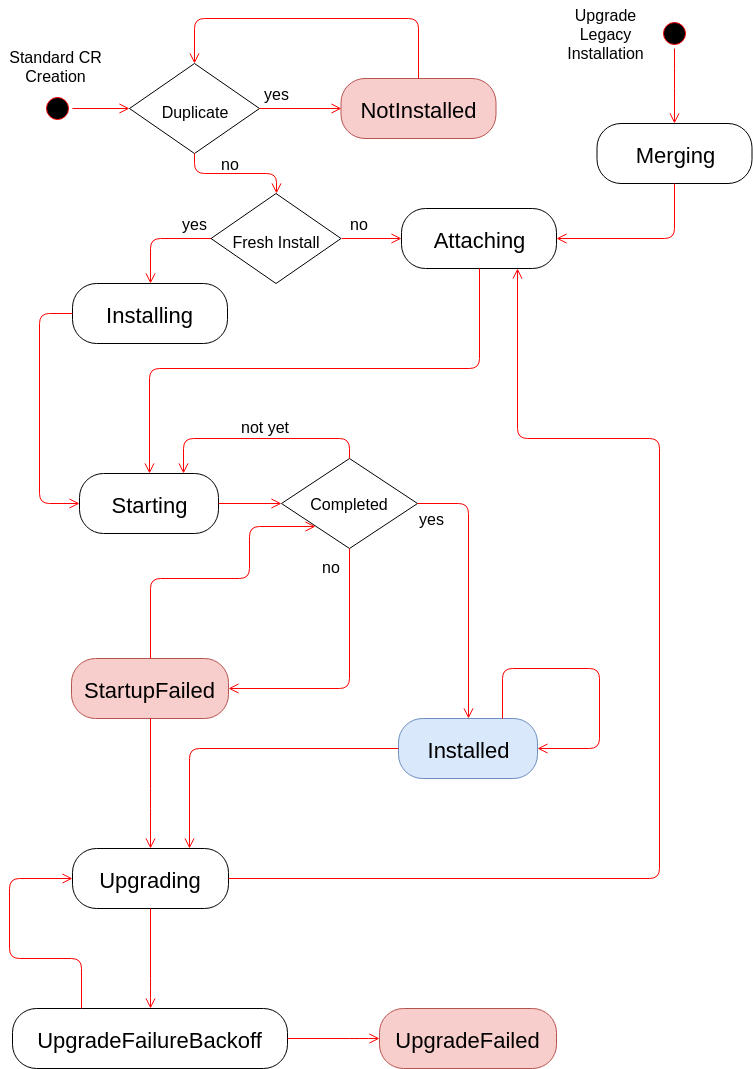 Standard CR
Creation
Upgrade
Legacy
Installation
Duplicate
yes
NotInstalled
Merging
no
yes
Fresh Install
no
Attaching
Installing
not yet
Starting
Completed
yes
no
StartupFailed
Installed
Upgrading
UpgradeFailureBackoff
UpgradeFailed